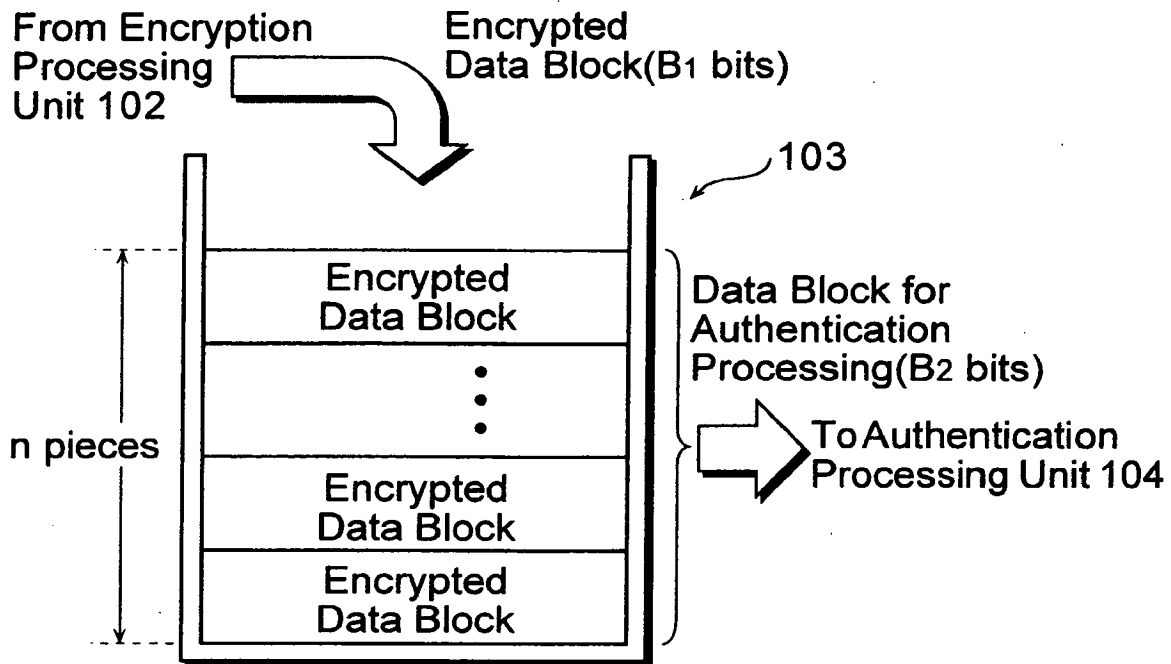 From Encryption
Processing
Unit 102
Encrypted
Data Block(B1 bits)
103
Encrypted
Data Block
Data Block for
Authentication
Processing(B2 bits)
n pieces
To Authentication
Processing Unit 104
Encrypted
Data Block
Encrypted
Data Block